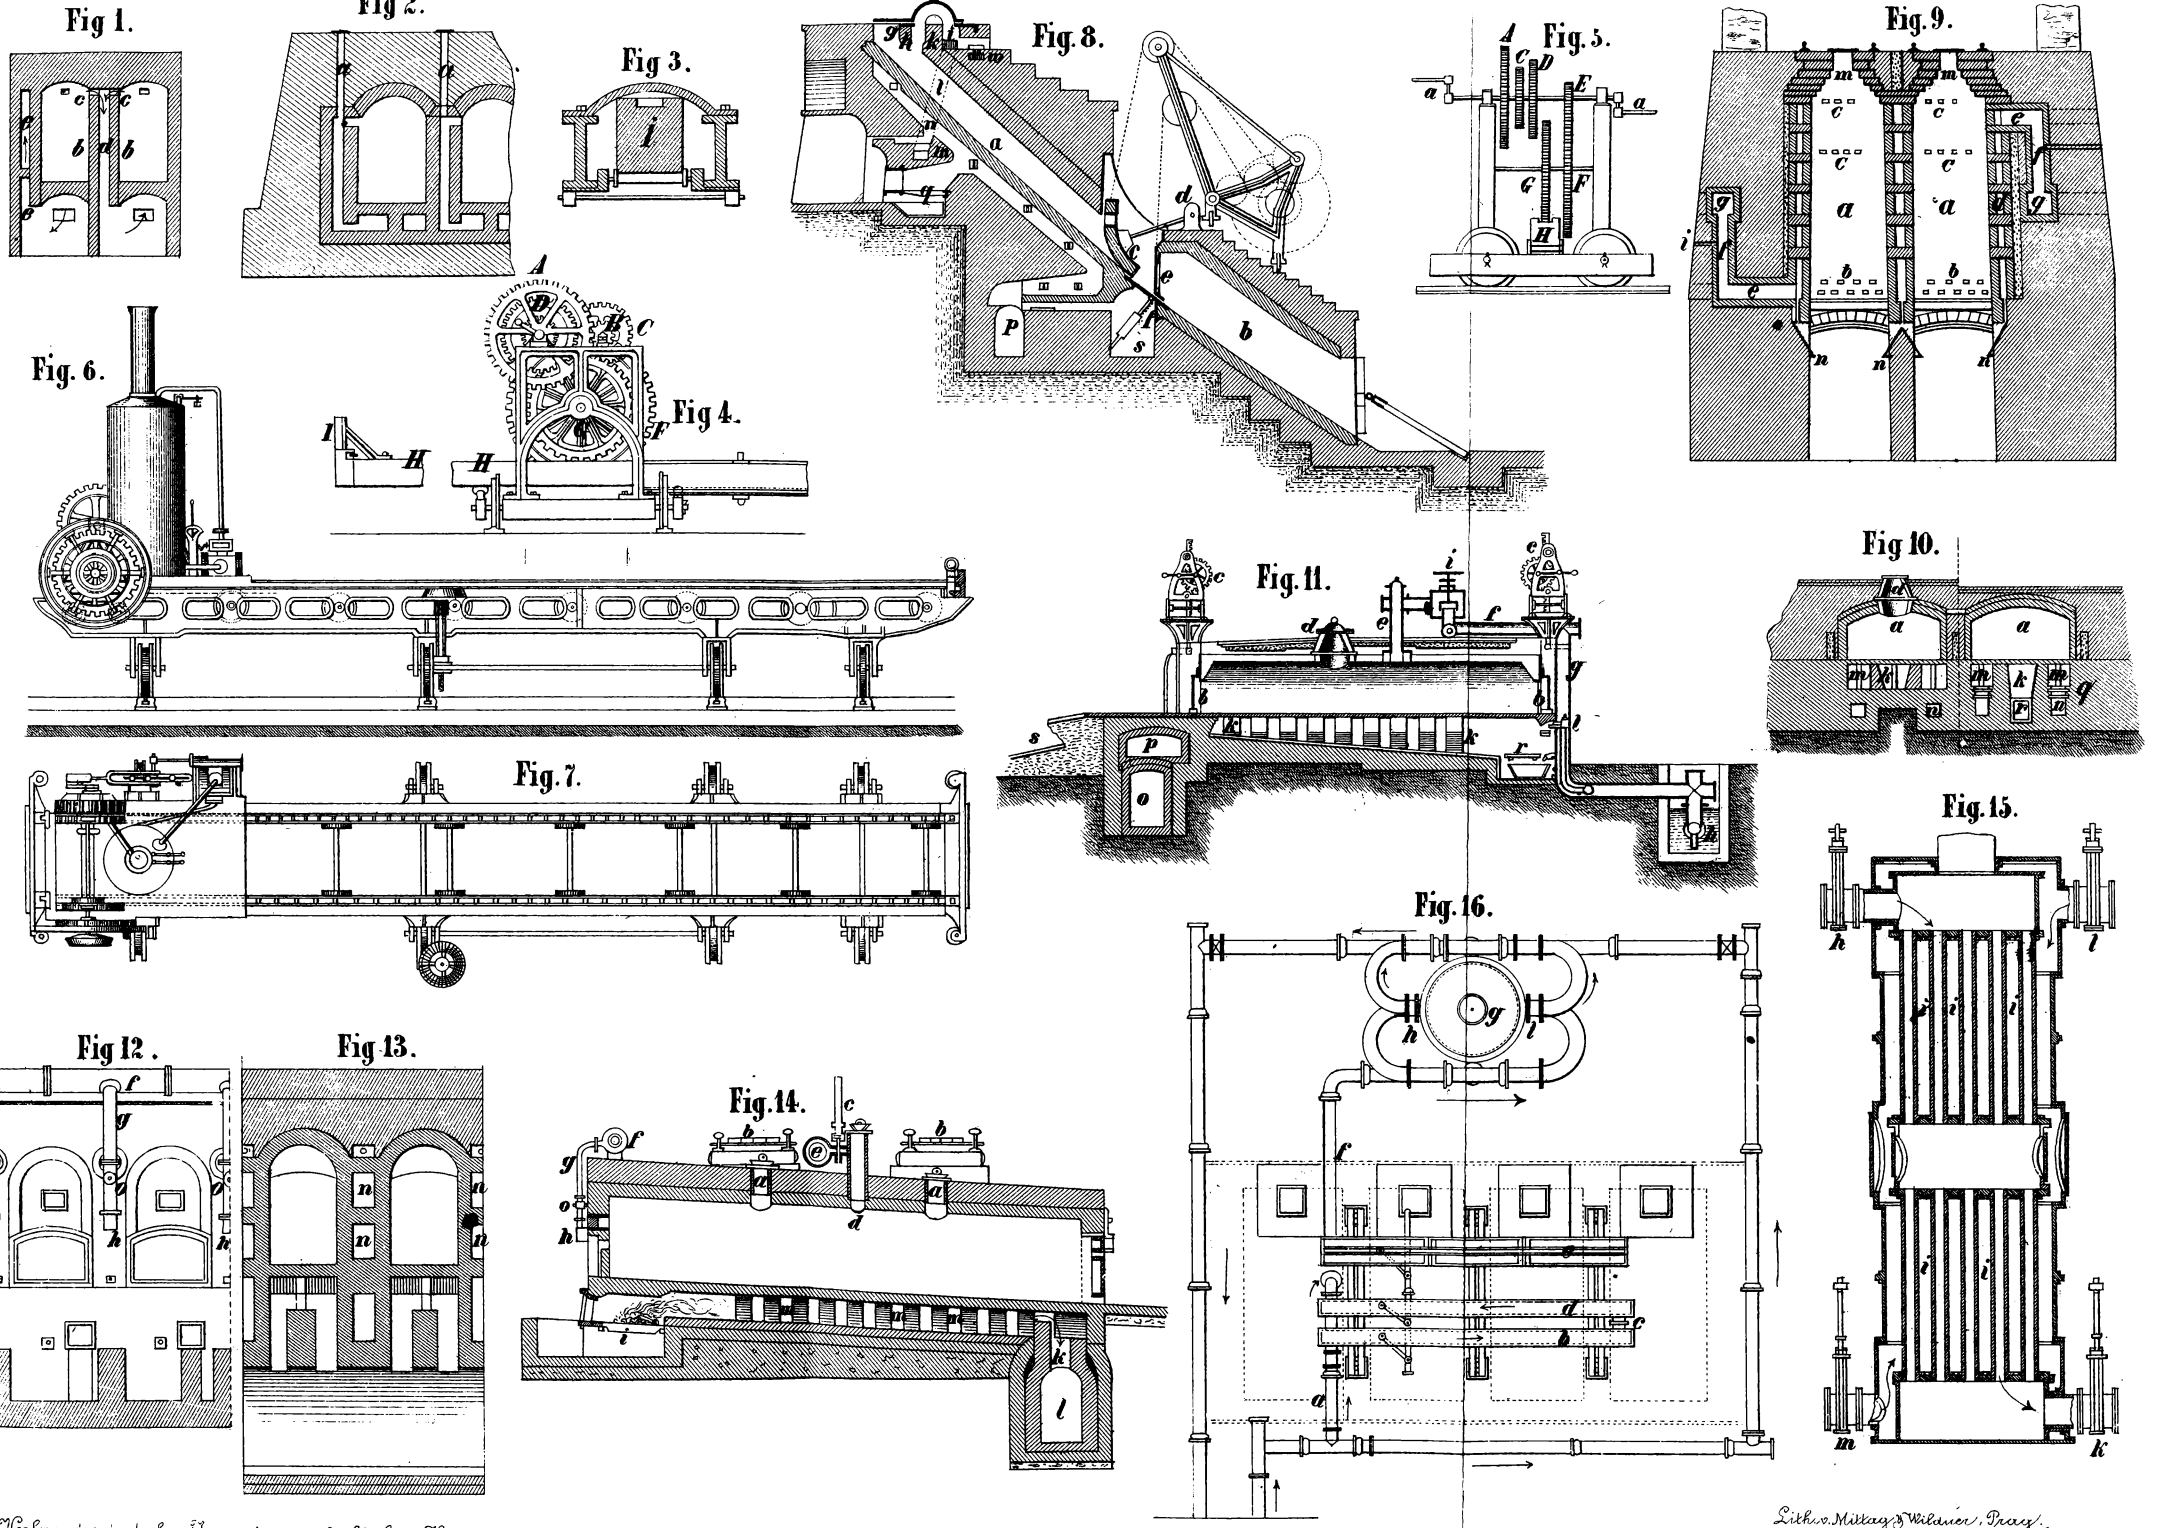 Fig 1.
c c
e b d b
e
Fig 2.
a a
Fig 3.
i
Fig. 8.
g h k i
w
l
n
a
m
q
d
c
e
f
p
s
b
Fig. 5.
A
C D
E
a a
G F
H
Fig. 9.
m m
c c
e
c c
f
g a a d g
i f
b b
e
n n n
Fig. 6.
Fig 4.
A
D
B C
G F
I
H H
Fig. 7.
Fig. 11.
c i c
d e f
g
b b
k k l
s p r
o h
Fig 10.
d
a a
m k m k m
q
n r n
Fig. 15.
h l
i i i
i i
m k
Fig. 16.
g
h l
f
e
d
c
b
a
Fig 12.
f
g
o o
h h
Fig 13.
n n
n n
Fig. 14.
c
b b
f e
g
a a
o
d
h
i
m m m
k
l
Lith. v. Mittag & Wildner, Prag.